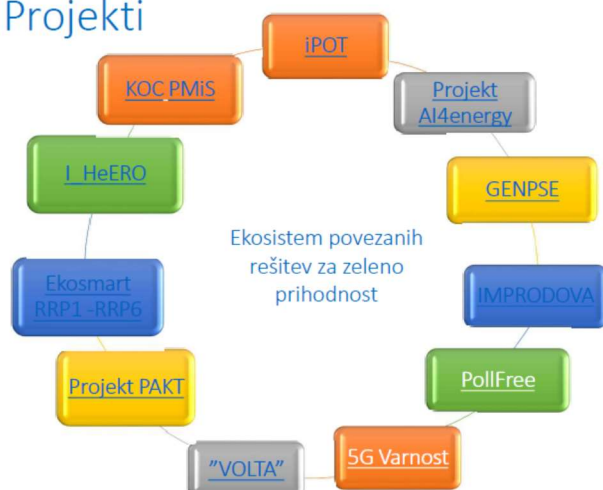 Projekti
iPOT
Projekt
AI4energy
GENPSE
IMPRODOVA
PollFree
5G Varnost
”VOLTA”
Projekt PAKT
Ekosmart
RRP1 -RRP6
I_HeERO
KOC PMiS
Ekosistem povezanih
rešitev za zeleno
prihodnost